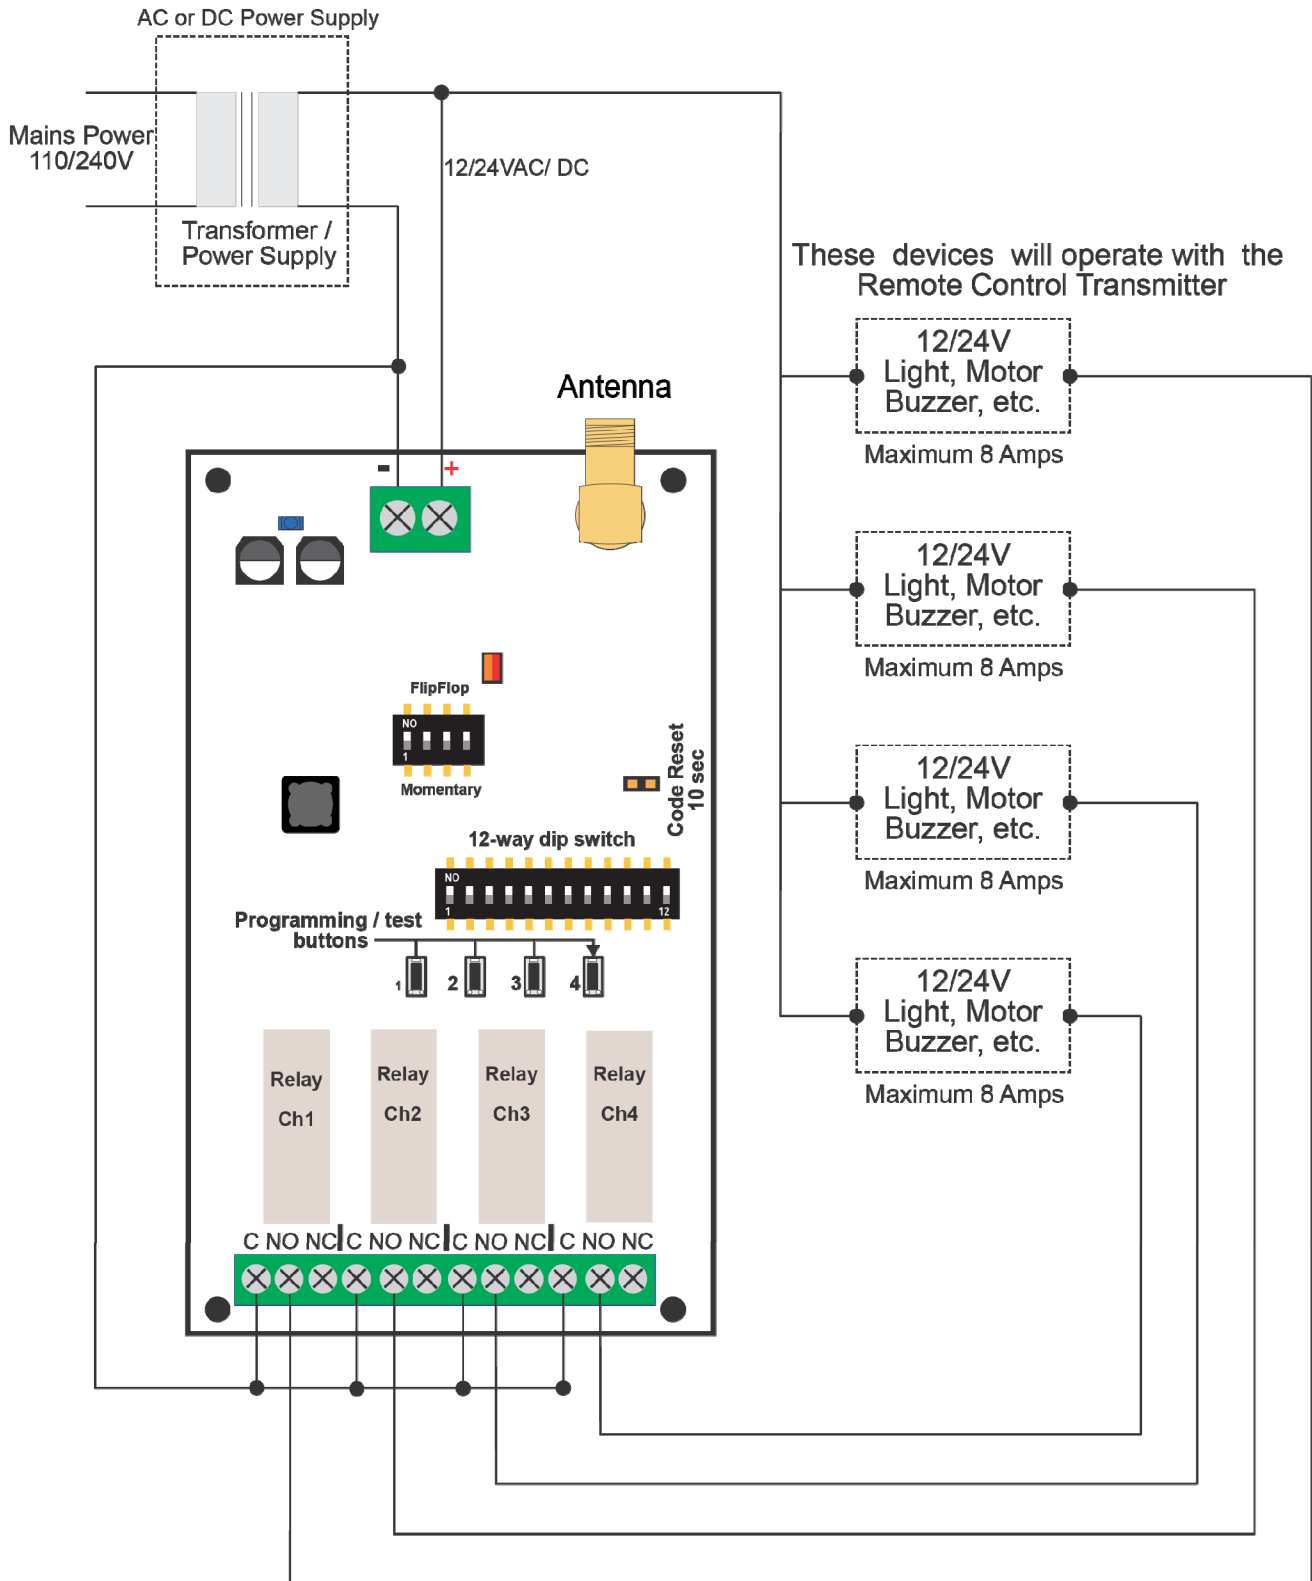 AC or DC Power Supply
Mains Power
110/240V
12/24VAC/ DC
Transformer /
Power Supply
These devices will operate with the
Remote Control Transmitter
12/24V
Light, Motor
Buzzer, etc.
Maximum 8 Amps
Antenna
- +
12/24V
Light, Motor
Buzzer, etc.
Maximum 8 Amps
FlipFlop
NO
1
Momentary
Code Reset
10 sec
12/24V
Light, Motor
Buzzer, etc.
Maximum 8 Amps
12-way dip switch
NO
1 12
Programming / test
buttons
1 2 3 4
12/24V
Light, Motor
Buzzer, etc.
Maximum 8 Amps
Relay
Ch1
Relay
Ch2
Relay
Ch3
Relay
Ch4
C NO NC C NO NC C NO NC C NO NC